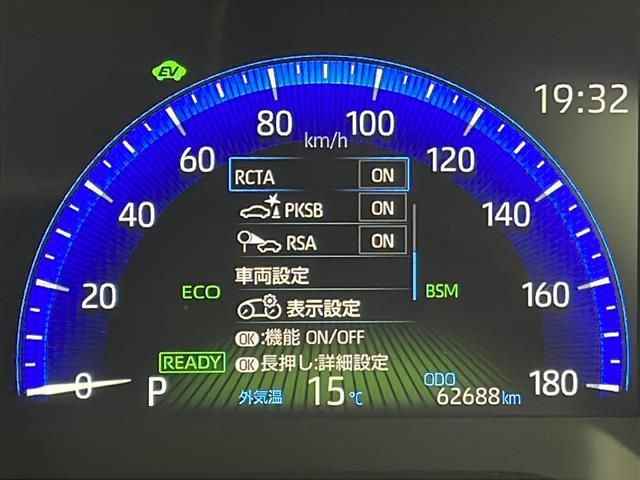 EV
19:32
80
100
km/h
60
120
RCTA ON
40
PKSB ON
140
RSA ON
車両設定
20
ECO
BSM
160
表示設定
OK:機能 ON/OFF
READY
OK長押し:詳細設定
0
P
外気温 15℃
ODO
62688km
180